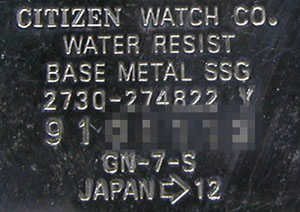 CITIZEN WATCH CO.
WATER RESIST
BASE METAL SSG
2730-274822 Y
91
GN-7-S
JAPAN⇨12